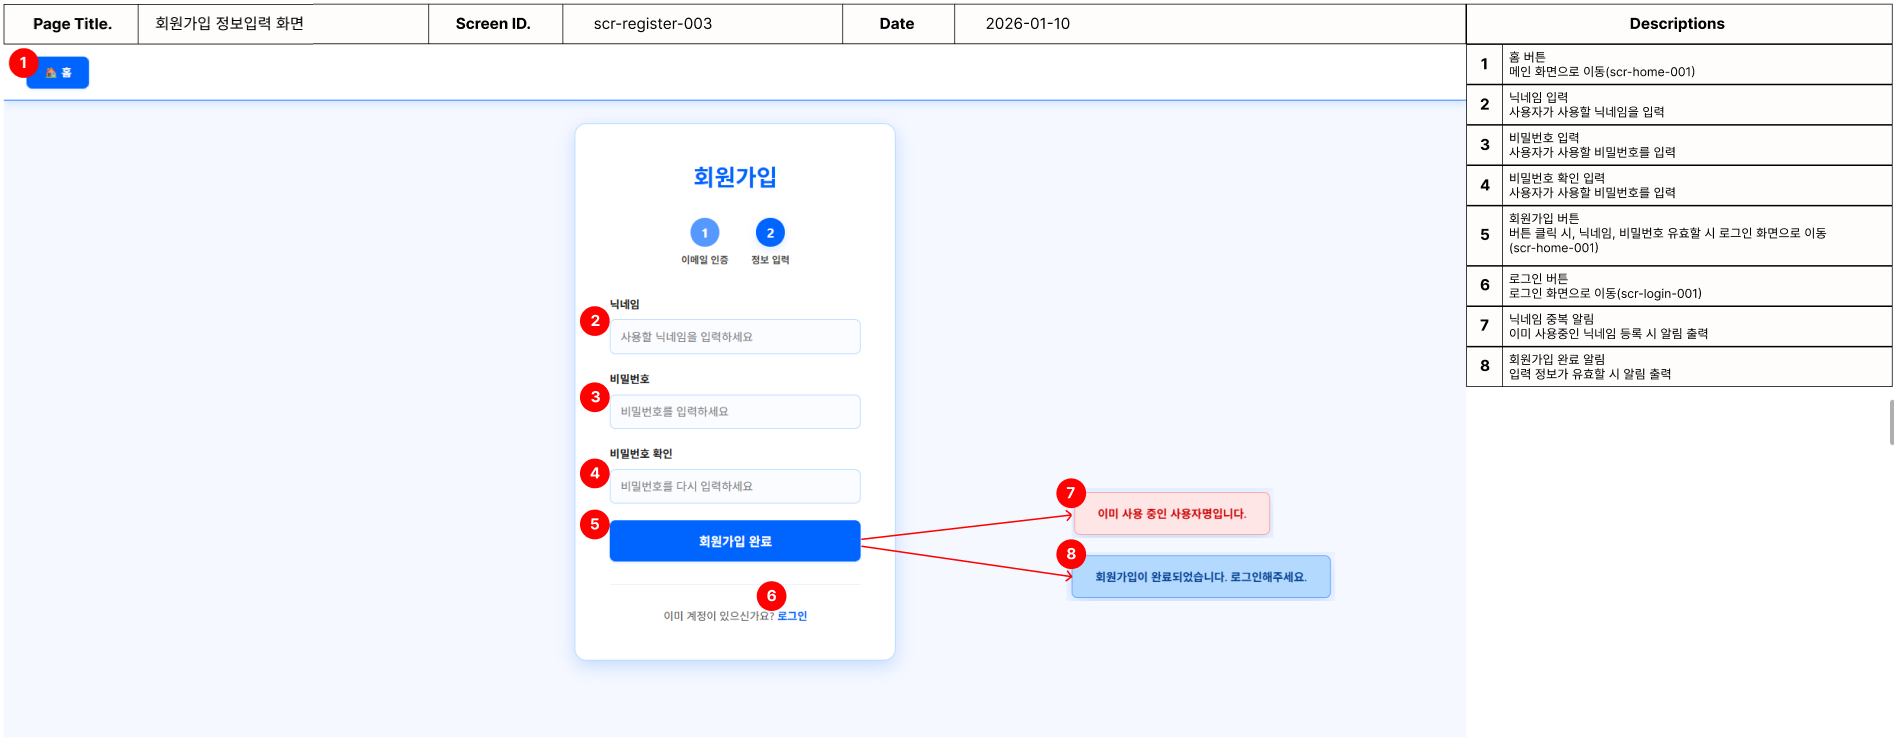 Page Title.
회원가입 정보입력 화면
Screen ID.
scr-register-003
Date
2026-01-10
Descriptions
1
홈
회원가입
1
2
이메일 인증
정보 입력
닉네임
2
사용할 닉네임을 입력하세요
비밀번호
3
비밀번호를 입력하세요
비밀번호 확인
4
비밀번호를 다시 입력하세요
5
회원가입 완료
6
이미 계정이 있으신가요? 로그인
7
이미 사용 중인 사용자명입니다.
8
회원가입이 완료되었습니다. 로그인해주세요.
1
홈 버튼
메인 화면으로 이동(scr-home-001)
2
닉네임 입력
사용자가 사용할 닉네임을 입력
3
비밀번호 입력
사용자가 사용할 비밀번호를 입력
4
비밀번호 확인 입력
사용자가 사용할 비밀번호를 입력
5
회원가입 버튼
버튼 클릭 시, 닉네임, 비밀번호 유효할 시 로그인 화면으로 이동
(scr-home-001)
6
로그인 버튼
로그인 화면으로 이동(scr-login-001)
7
닉네임 중복 알림
이미 사용중인 닉네임 등록 시 알림 출력
8
회원가입 완료 알림
입력 정보가 유효할 시 알림 출력